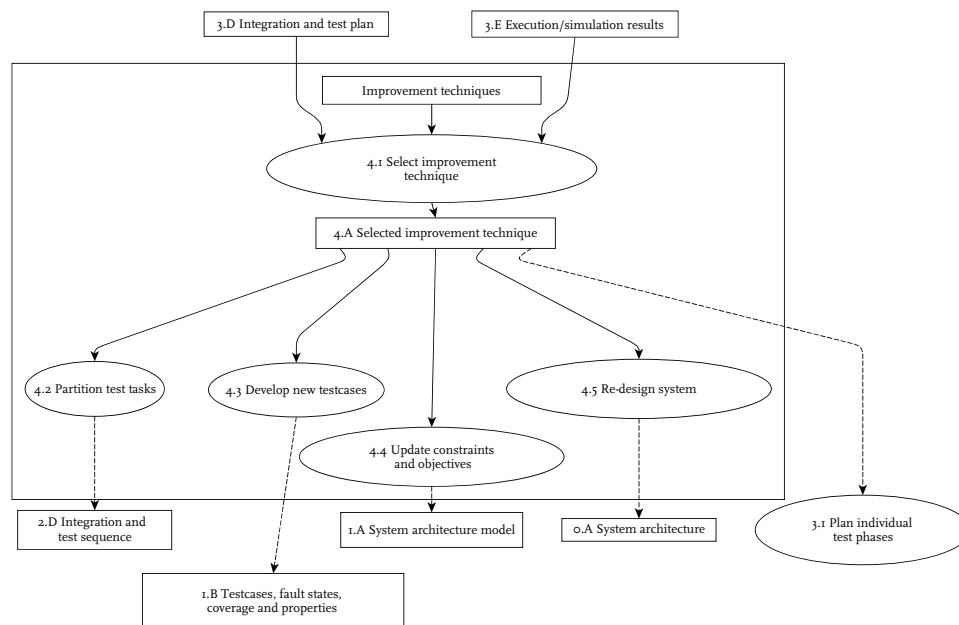 3.D Integration and test plan
3.E Execution/simulation results
Improvement techniques
4.1 Select improvement
technique
4.A Selected improvement technique
4.2 Partition test tasks
4.3 Develop new testcases
4.5 Re-design system
4.4 Update constraints
and objectives
2.D Integration and
test sequence
1.A System architecture model
0.A System architecture
3.1 Plan individual
test phases
1.B Testcases, fault states,
coverage and properties